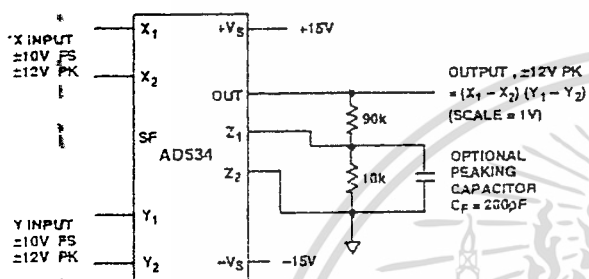 X INPUT
±10V FS
±12V PK
X1
X2
SF
AD534
Y INPUT
±10V FS
±12V PK
Y1
Y2
+VS
+15V
OUT
Z1
Z2
−VS
−15V
90k
10k
OUTPUT, ±12V PK
= (X1 − X2) (Y1 − Y2)
(SCALE = 1V)
OPTIONAL
PEAKING
CAPACITOR
CF = 200pF